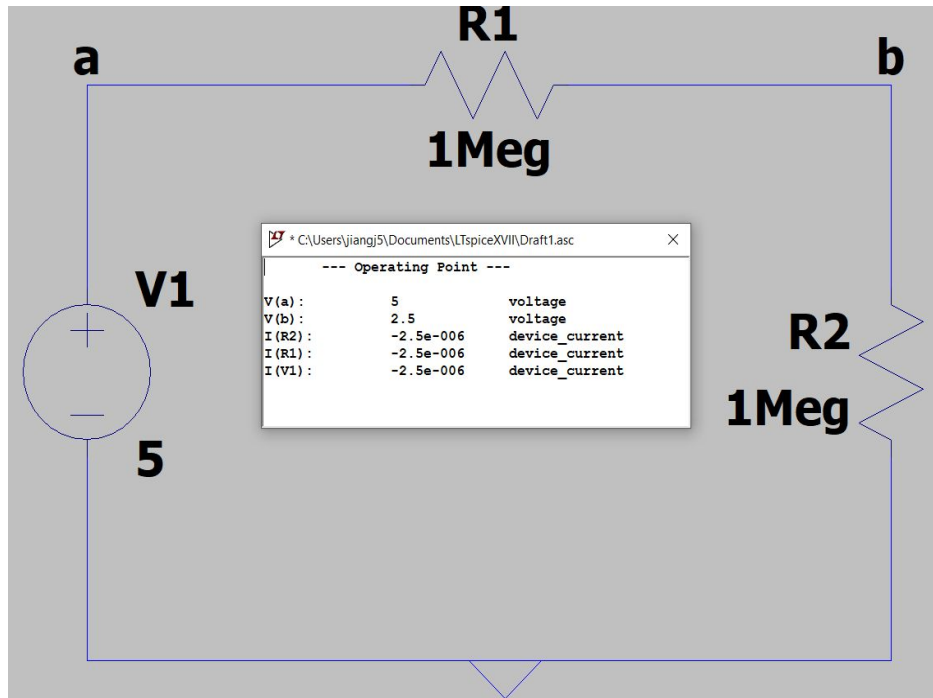 R1
a
b
1Meg
* C:\Users\jiangj5\Documents\LTspiceXVII\Draft1.asc
--- Operating Point ---
V(a): 5 voltage
V(b): 2.5 voltage
I(R2): -2.5e-006 device_current
I(R1): -2.5e-006 device_current
I(V1): -2.5e-006 device_current
V1
R2
1Meg
5